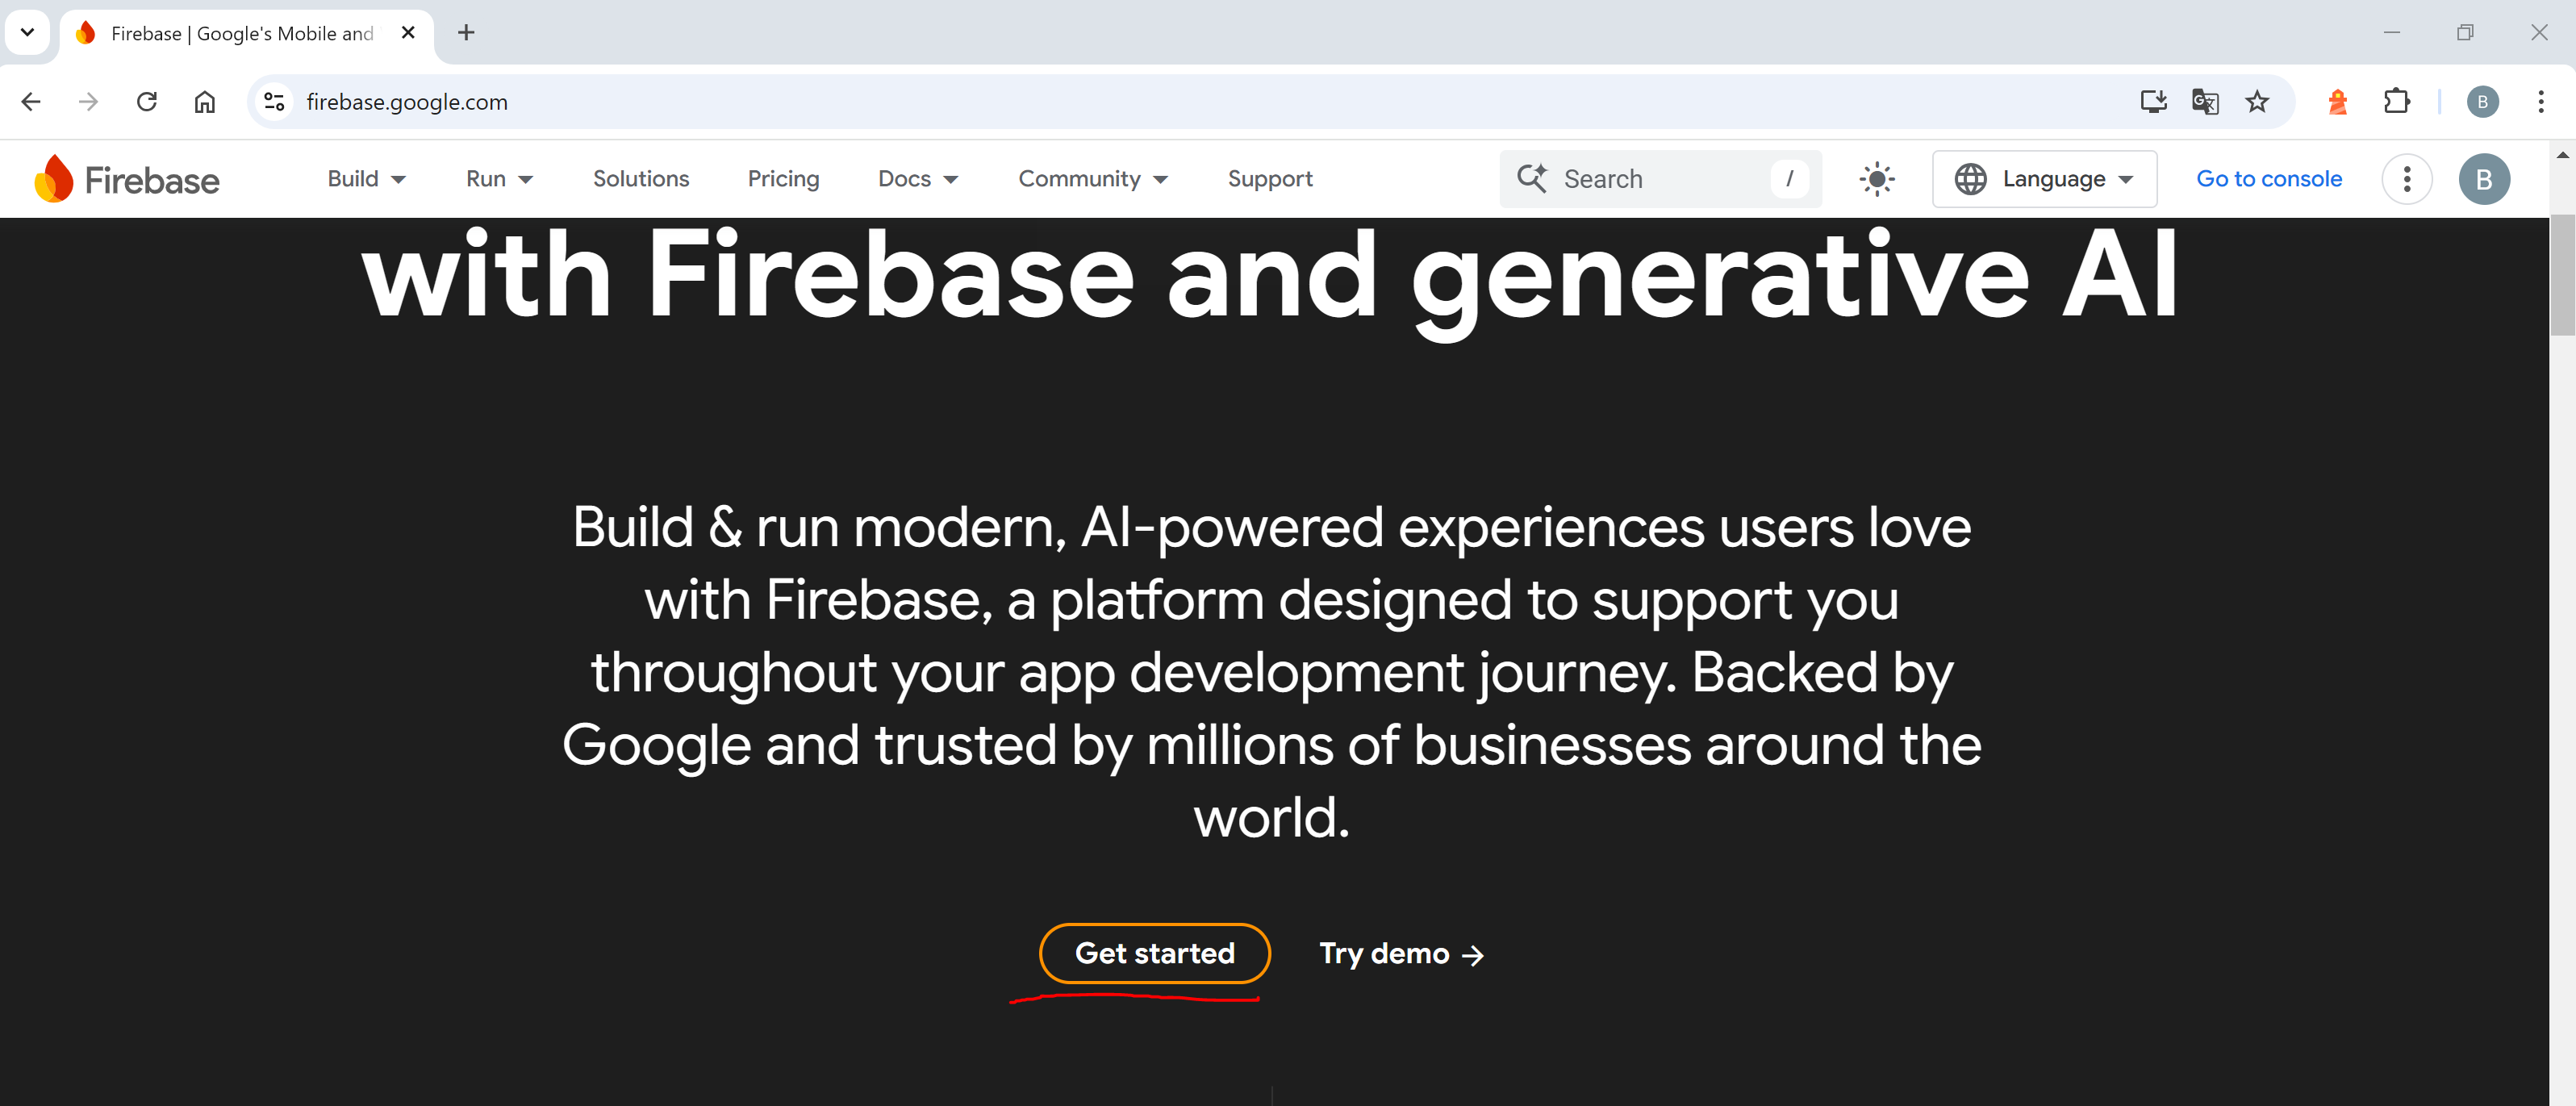 Firebase | Google's Mobile and
firebase.google.com
B
Firebase
Build
Run
Solutions
Pricing
Docs
Community
Support
Search
/
Language
Go to console
B
with Firebase and generative AI
Build & run modern, AI-powered experiences users love
with Firebase, a platform designed to support you
throughout your app development journey. Backed by
Google and trusted by millions of businesses around the
world.
Get started
Try demo →